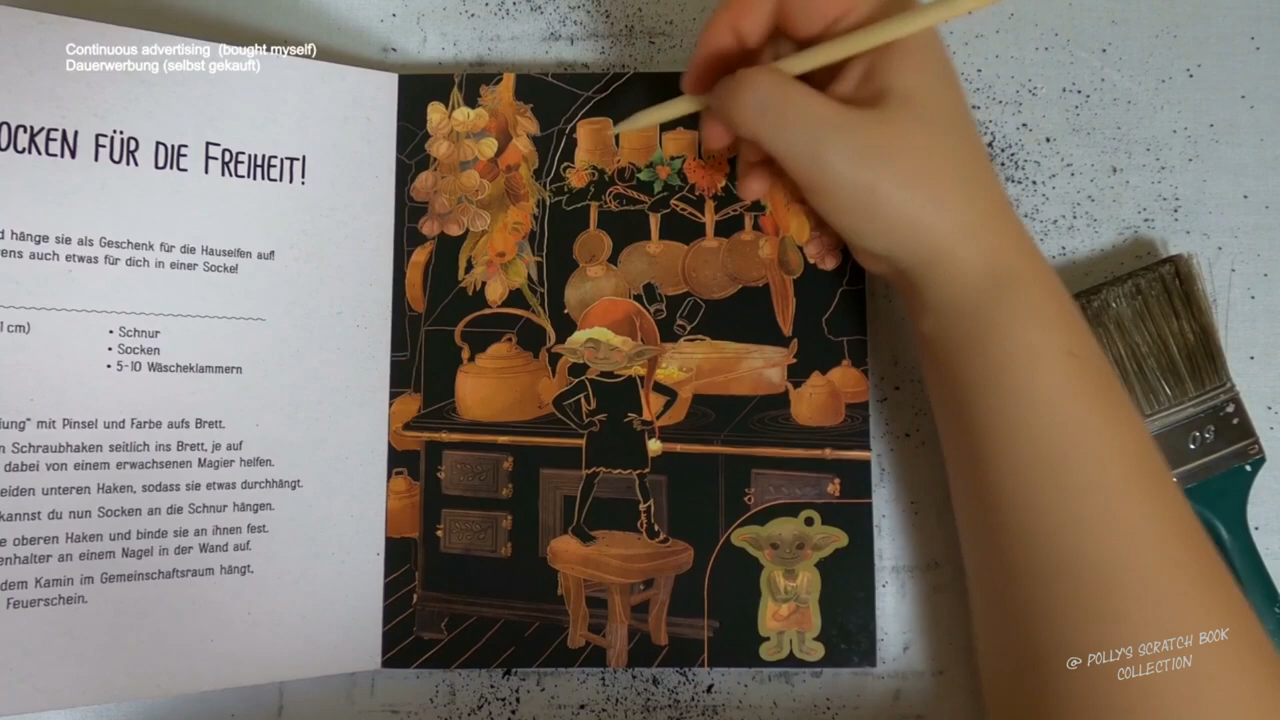 Continuous advertising (bought myself)
Dauerwerbung (selbst gekauft)
OCKEN FÜR DIE FREIHEIT!
hänge sie als Geschenk für die Hauselfen auf!
ens auch etwas für dich in einer Socke!
1 cm)
• Schnur
• Socken
• 5-10 Wäscheklammern
ung" mit Pinsel und Farbe aufs Brett.
n Schraubhaken seitlich ins Brett, je auf
dabei von einem erwachsenen Magier helfen.
eiden unteren Haken, sodass sie etwas durchhängt.
kannst du nun Socken an die Schnur hängen.
e oberen Haken und binde sie an ihnen fest.
enhalter an einem Nagel in der Wand auf.
dem Kamin im Gemeinschaftsraum hängt,
Feuerschein.
50
@ POLLY'S SCRATCH BOOK
COLLECTION